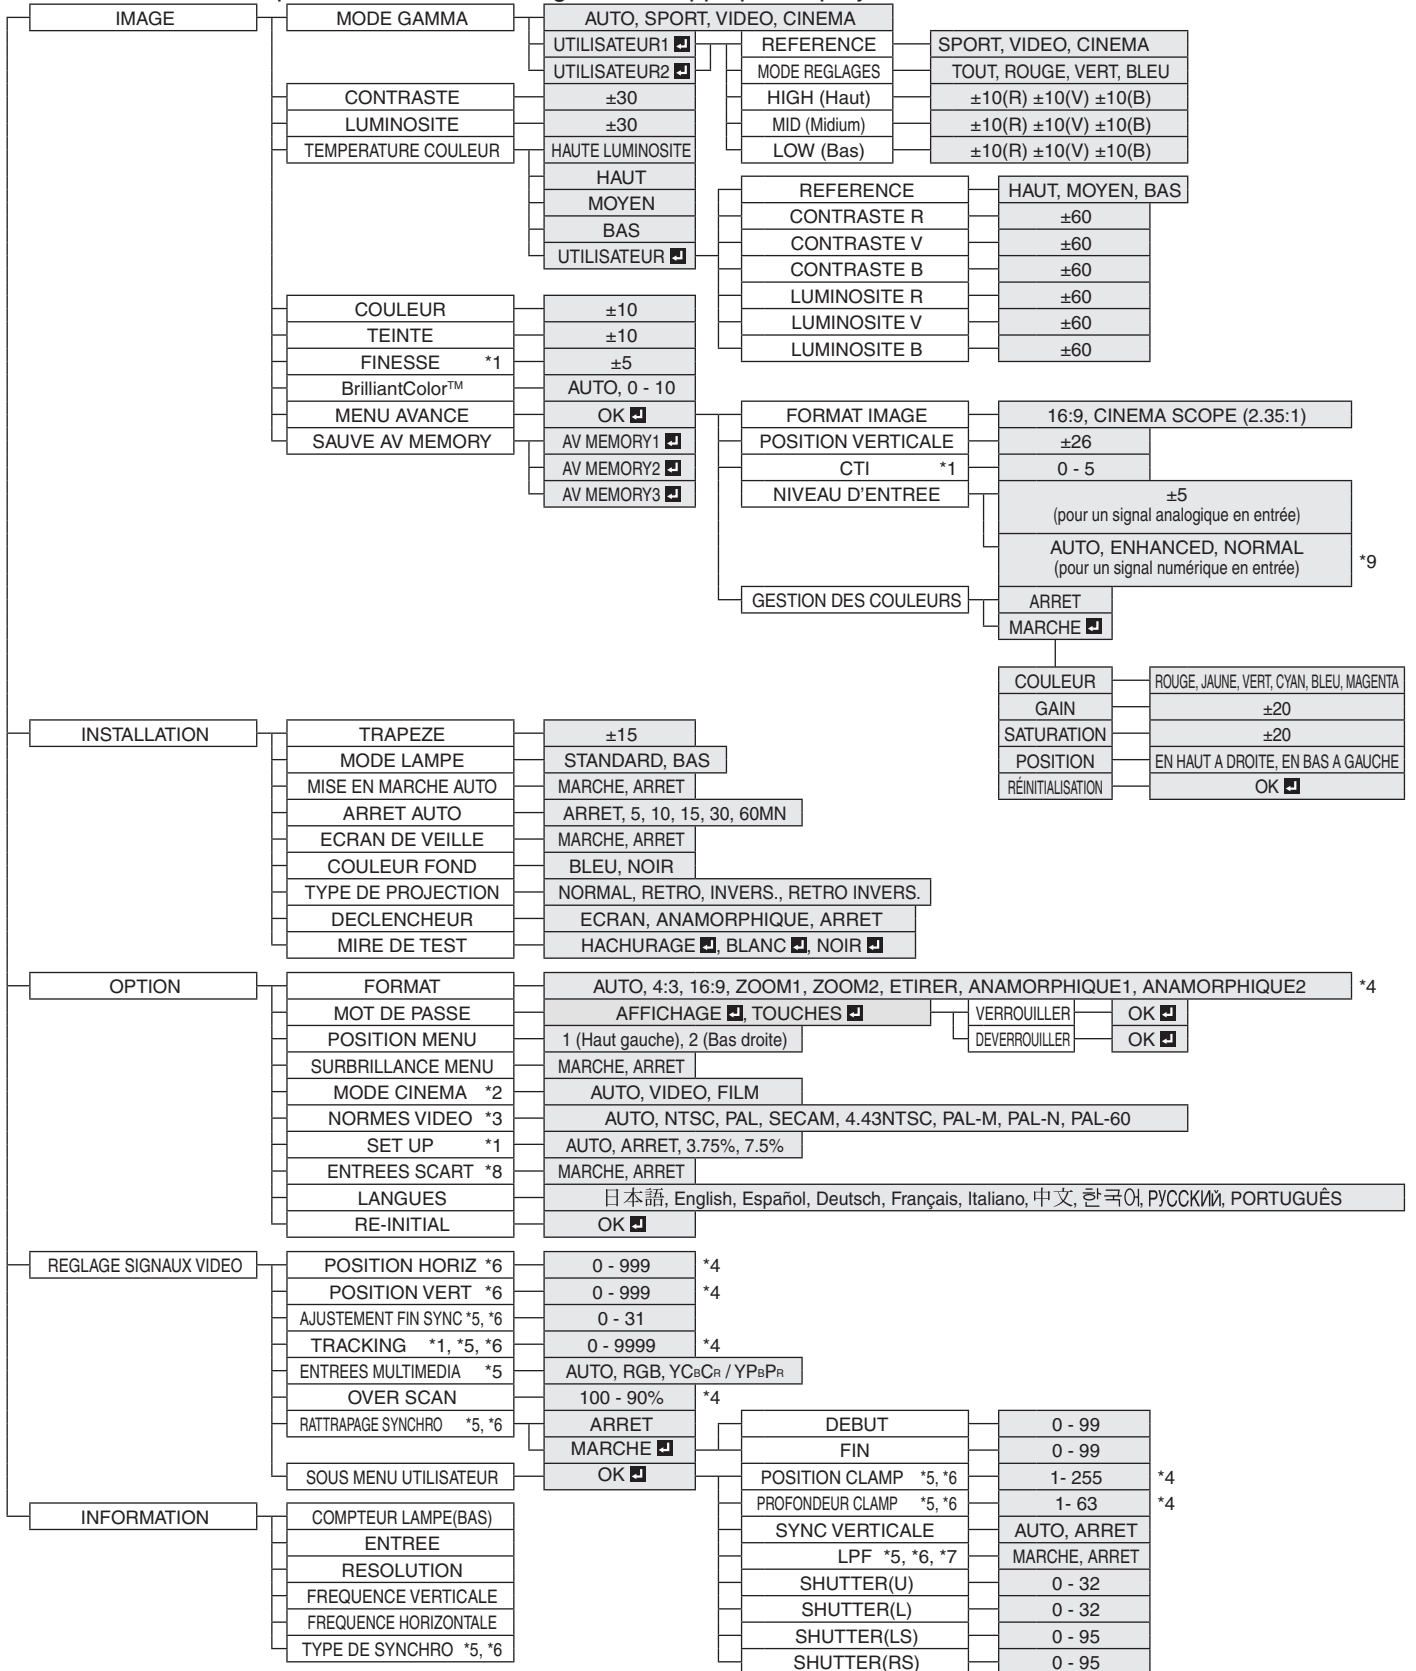 IMAGE MODE GAMMA AUTO, SPORT, VIDEO, CINEMA
UTILISATEUR1 REFERENCE SPORT, VIDEO, CINEMA
UTILISATEUR2 MODE REGLAGES TOUT, ROUGE, VERT, BLEU
CONTRASTE ±30 HIGH (Haut) ±10(R) ±10(V) ±10(B)
LUMINOSITE ±30 MID (Midium) ±10(R) ±10(V) ±10(B)
TEMPERATURE COULEUR HAUTE LUMINOSITE LOW (Bas) ±10(R) ±10(V) ±10(B)
HAUT
REFERENCE HAUT, MOYEN, BAS
MOYEN
CONTRASTE R ±60
BAS
CONTRASTE V ±60
UTILISATEUR
CONTRASTE B ±60
LUMINOSITE R ±60
COULEUR ±10
LUMINOSITE V ±60
TEINTE ±10
LUMINOSITE B ±60
FINESSE *1 ±5
BrilliantColor™ AUTO, 0 - 10
MENU AVANCE OK FORMAT IMAGE 16:9, CINEMA SCOPE (2.35:1)
SAUVE AV MEMORY AV MEMORY1 POSITION VERTICALE ±26
AV MEMORY2 CTI *1 0 - 5
AV MEMORY3 NIVEAU D'ENTREE ±5
(pour un signal analogique en entrée)
AUTO, ENHANCED, NORMAL
(pour un signal numérique en entrée) *9
GESTION DES COULEURS ARRET
MARCHE
COULEUR ROUGE, JAUNE, VERT, CYAN, BLEU, MAGENTA
GAIN ±20
INSTALLATION TRAPEZE ±15 SATURATION ±20
MODE LAMPE STANDARD, BAS POSITION EN HAUT A DROITE, EN BAS A GAUCHE
MISE EN MARCHE AUTO MARCHE, ARRET RÉINITIALISATION OK
ARRET AUTO ARRET, 5, 10, 15, 30, 60MN
ECRAN DE VEILLE MARCHE, ARRET
COULEUR FOND BLEU, NOIR
TYPE DE PROJECTION NORMAL, RETRO, INVERS., RETRO INVERS.
DECLENCHEUR ECRAN, ANAMORPHIQUE, ARRET
MIRE DE TEST HACHURAGE , BLANC , NOIR
OPTION FORMAT AUTO, 4:3, 16:9, ZOOM1, ZOOM2, ETIRER, ANAMORPHIQUE1, ANAMORPHIQUE2 *4
MOT DE PASSE AFFICHAGE , TOUCHES VERROUILLER OK
POSITION MENU 1 (Haut gauche), 2 (Bas droite) DEVERROUILLER OK
SURBRILLANCE MENU MARCHE, ARRET
MODE CINEMA *2 AUTO, VIDEO, FILM
NORMES VIDEO *3 AUTO, NTSC, PAL, SECAM, 4.43NTSC, PAL-M, PAL-N, PAL-60
SET UP *1 AUTO, ARRET, 3.75%, 7.5%
ENTREES SCART *8 MARCHE, ARRET
LANGUES 日本語, English, Español, Deutsch, Français, Italiano, 中文, 한국어, РУССКИЙ, PORTUGUÊS
RE-INITIAL OK
REGLAGE SIGNAUX VIDEO POSITION HORIZ *6 0 - 999 *4
POSITION VERT *6 0 - 999 *4
AJUSTEMENT FIN SYNC *5, *6 0 - 31
TRACKING *1, *5, *6 0 - 9999 *4
ENTREES MULTIMEDIA *5 AUTO, RGB, YCBCR / YPBPR
OVER SCAN 100 - 90% *4
RATTRAPAGE SYNCHRO *5, *6 ARRET DEBUT 0 - 99
MARCHE FIN 0 - 99
SOUS MENU UTILISATEUR OK POSITION CLAMP *5, *6 1- 255 *4
PROFONDEUR CLAMP *5, *6 1- 63 *4
INFORMATION COMPTEUR LAMPE(BAS) SYNC VERTICALE AUTO, ARRET
ENTREE LPF *5, *6, *7 MARCHE, ARRET
RESOLUTION SHUTTER(U) 0 - 32
FREQUENCE VERTICALE SHUTTER(L) 0 - 32
FREQUENCE HORIZONTALE SHUTTER(LS) 0 - 95
TYPE DE SYNCHRO *5, *6 SHUTTER(RS) 0 - 95